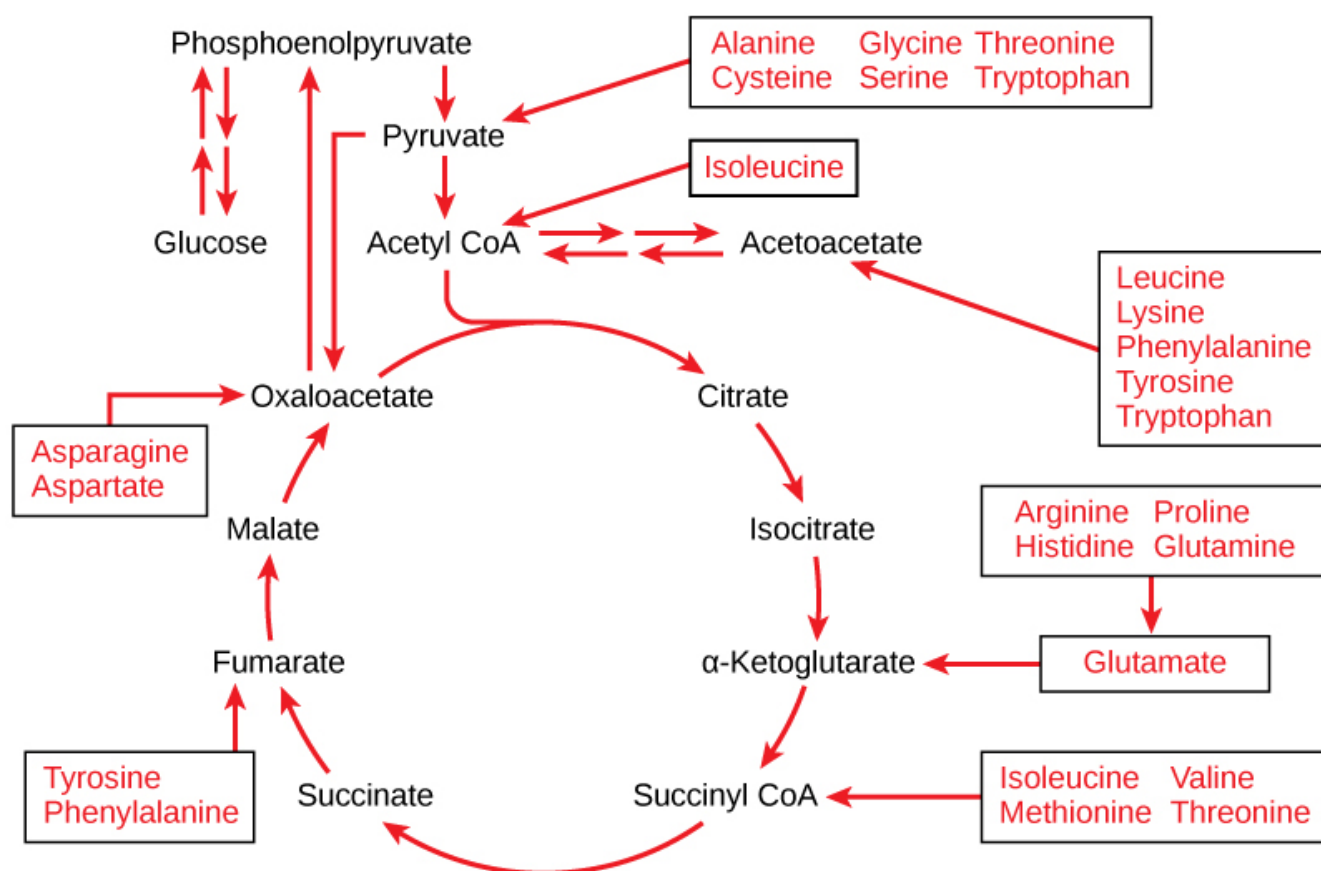 Phosphoenolpyruvate
Alanine Glycine Threonine
Cysteine Serine Tryptophan
Pyruvate
Isoleucine
Glucose
Acetyl CoA
Acetoacetate
Leucine
Lysine
Phenylalanine
Tyrosine
Tryptophan
Oxaloacetate
Citrate
Asparagine
Aspartate
Malate
Isocitrate
Arginine Proline
Histidine Glutamine
Fumarate
α-Ketoglutarate
Glutamate
Tyrosine
Phenylalanine
Succinate
Succinyl CoA
Isoleucine Valine
Methionine Threonine